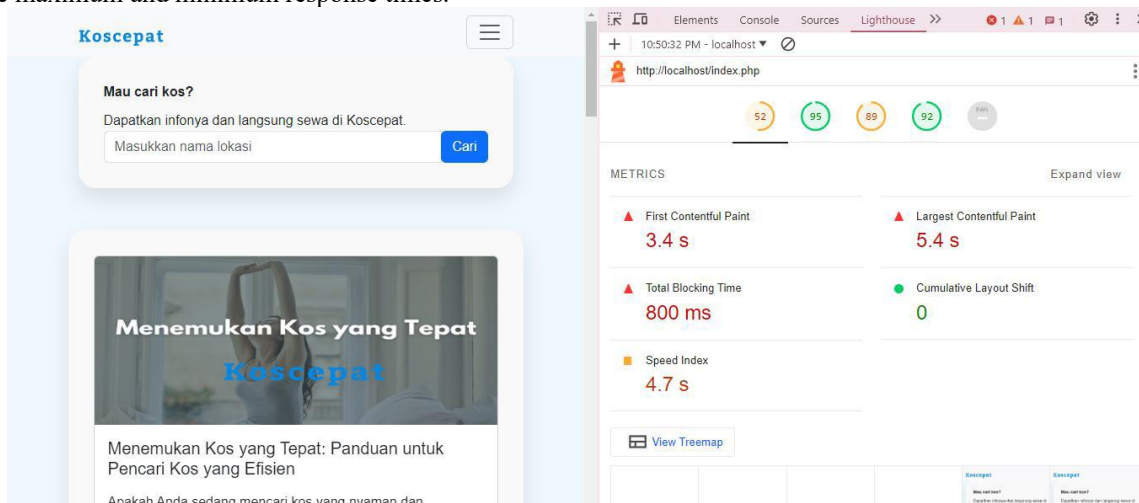 maximum and minimum response times.
Koscepat
Mau cari kos?
Dapatkan infonya dan langsung sewa di Koscepat.
Masukkan nama lokasi
Cari
Menemukan Kos yang Tepat
Koscepat
Menemukan Kos yang Tepat: Panduan untuk
Pencari Kos yang Efisien
Apakah Anda sedang mencari kos yang nyaman dan
Elements Console Sources Lighthouse >> 1 1 1
+ 10:50:32 PM - localhost
http://localhost/index.php
52 95 89 92
METRICS
Expand view
First Contentful Paint
3.4 s
Largest Contentful Paint
5.4 s
Total Blocking Time
800 ms
Cumulative Layout Shift
0
Speed Index
4.7 s
View Treemap
Koscepat Koscepat
Mau cari kos? Mau cari kos?